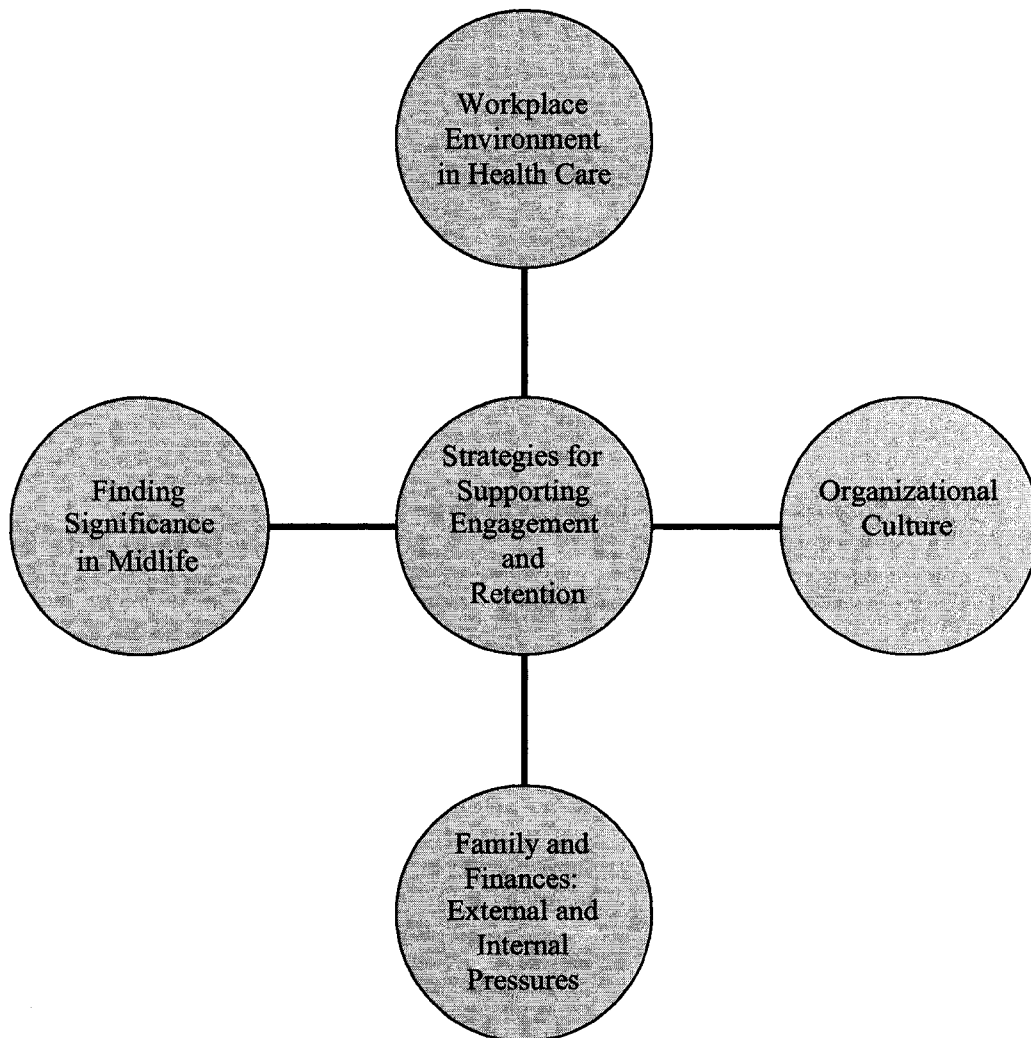 Workplace
Environment
in Health Care
Finding
Significance
in Midlife
Strategies for
Supporting
Engagement
and
Retention
Organizational
Culture
Family and
Finances:
External and
Internal
Pressures